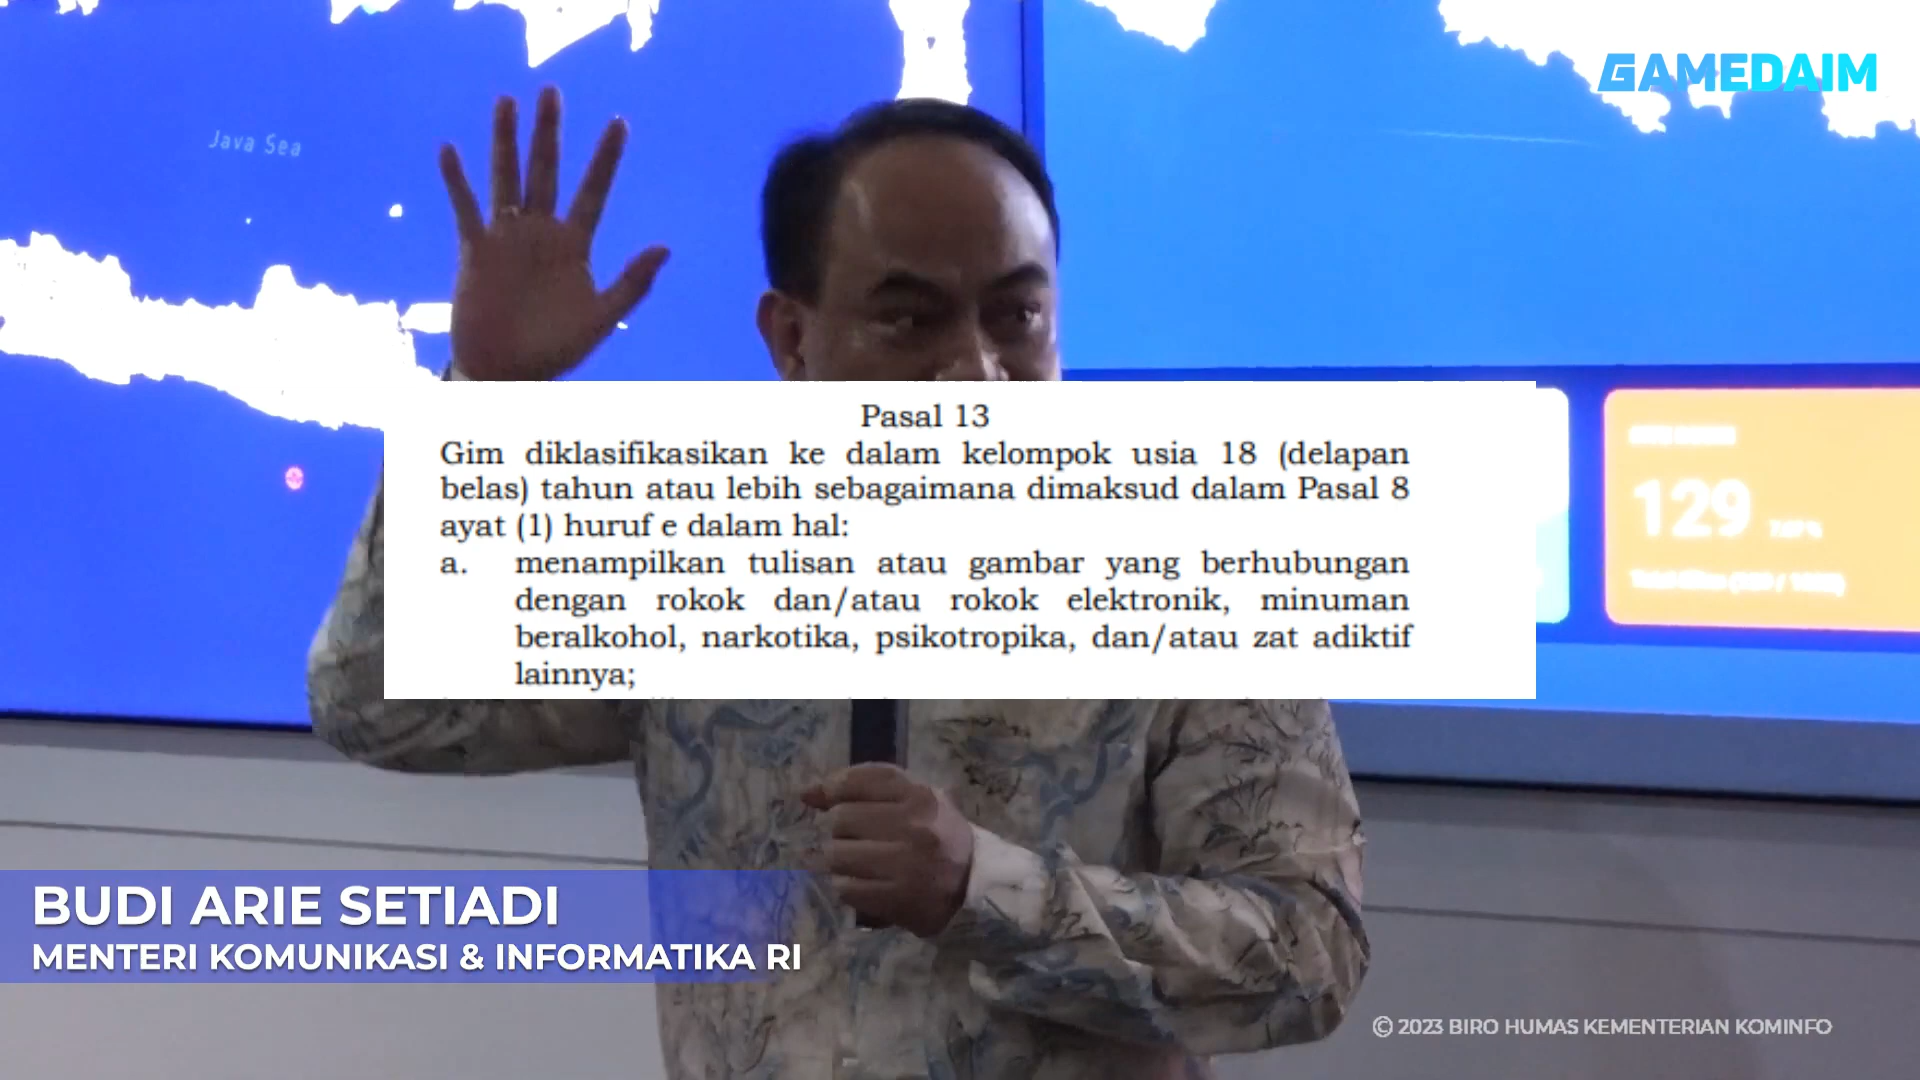 GAMEDAIM
Java Sea
Pasal 13
Gim diklasifikasikan ke dalam kelompok usia 18 (delapan
belas) tahun atau lebih sebagaimana dimaksud dalam Pasal 8
ayat (1) huruf e dalam hal:
a. menampilkan tulisan atau gambar yang berhubungan
dengan rokok dan/atau rokok elektronik, minuman
beralkohol, narkotika, psikotropika, dan/atau zat adiktif
lainnya;
129
BUDI ARIE SETIADI
MENTERI KOMUNIKASI & INFORMATIKA RI
© 2023 BIRO HUMAS KEMENTERIAN KOMINFO